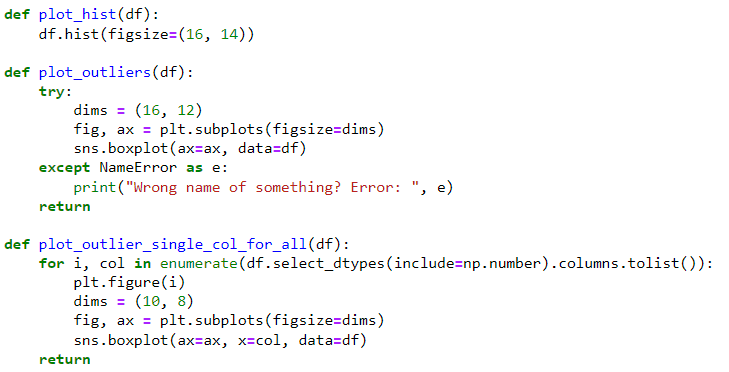 def plot_hist(df):
    df.hist(figsize=(16, 14))

def plot_outliers(df):
    try:
        dims = (16, 12)
        fig, ax = plt.subplots(figsize=dims)
        sns.boxplot(ax=ax, data=df)
    except NameError as e:
        print("Wrong name of something? Error: ", e)
    return

def plot_outlier_single_col_for_all(df):
    for i, col in enumerate(df.select_dtypes(include=np.number).columns.tolist()):
        plt.figure(i)
        dims = (10, 8)
        fig, ax = plt.subplots(figsize=dims)
        sns.boxplot(ax=ax, x=col, data=df)
    return